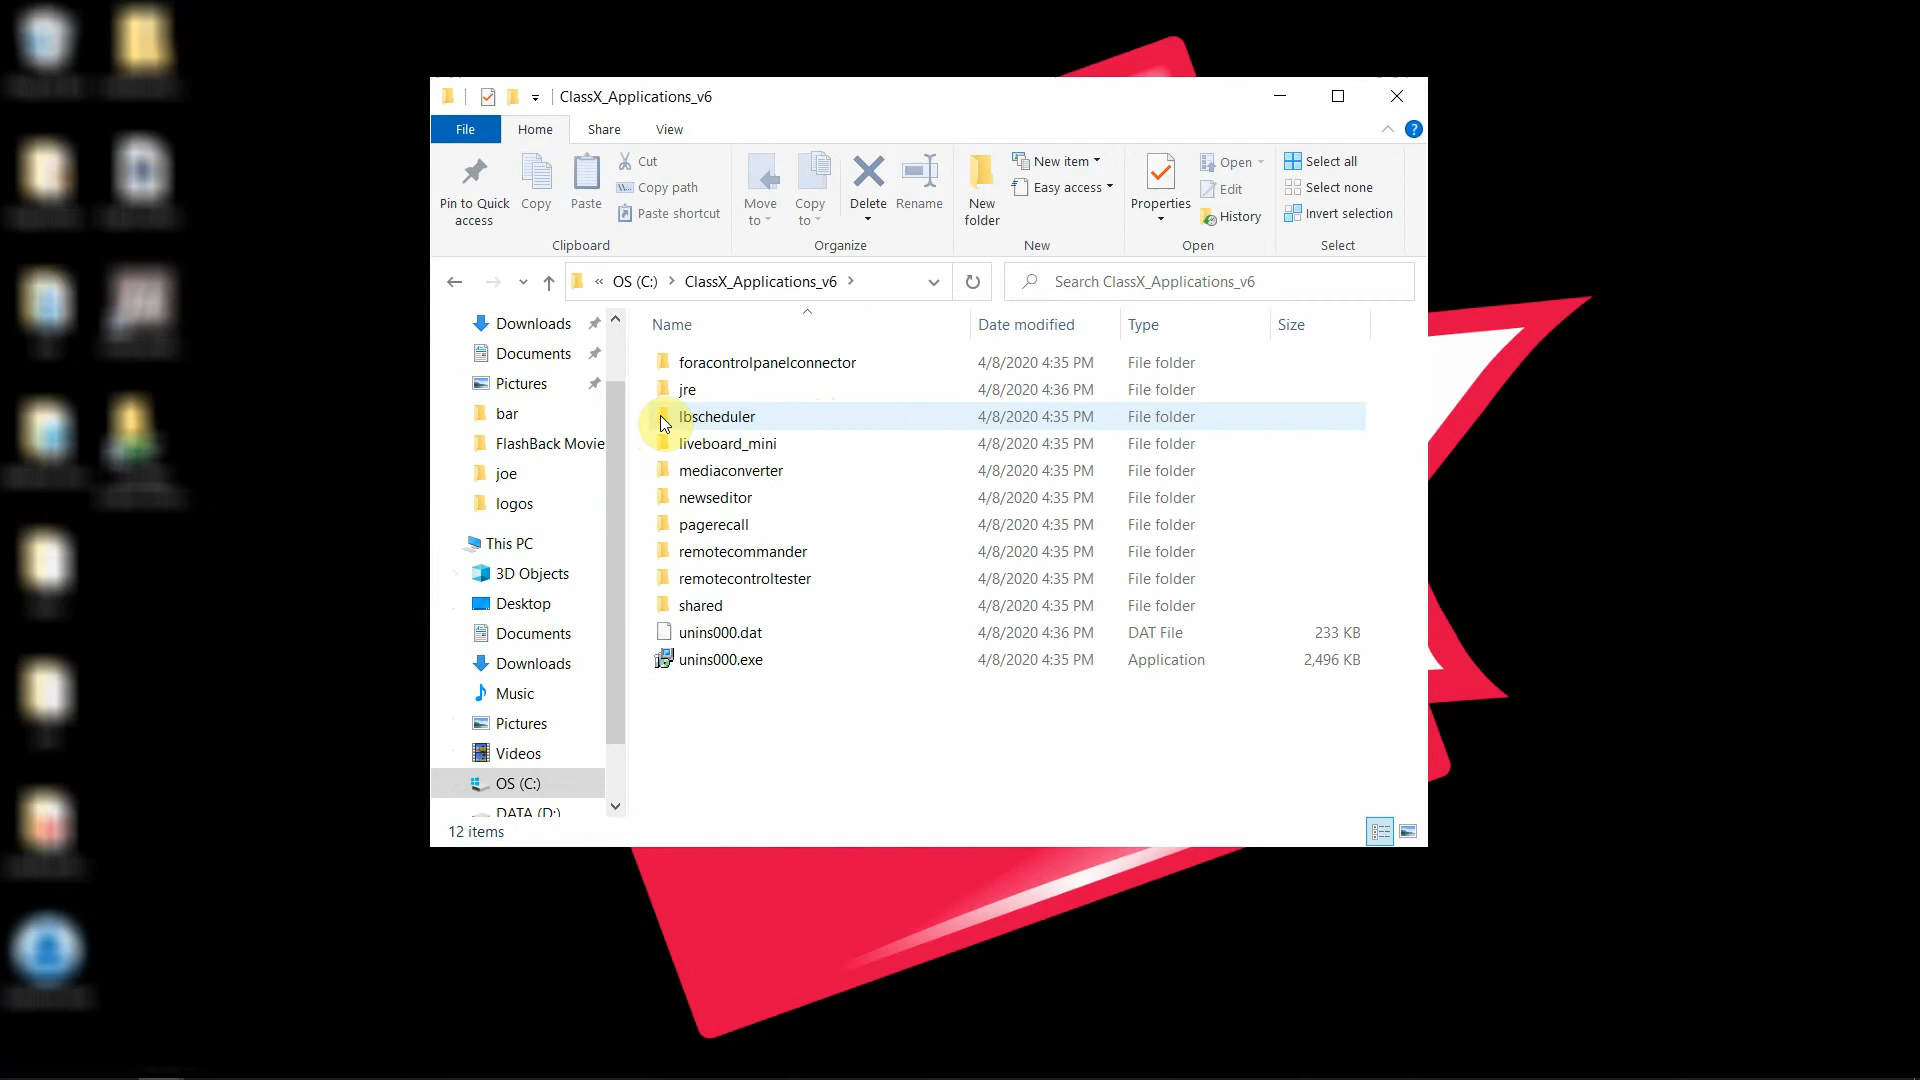 ClassX_Applications_v6
File Home Share View
Pin to Quick access
Copy
Paste
Cut
Copy path
Paste shortcut
Clipboard
Move to
Copy to
Delete
Rename
Organize
New folder
New item
Easy access
New
Properties
Open
Edit
History
Open
Select all
Select none
Invert selection
Select
« OS (C:) > ClassX_Applications_v6 >
Search ClassX_Applications_v6
Downloads
Documents
Pictures
bar
FlashBack Movie
joe
logos
This PC
3D Objects
Desktop
Documents
Downloads
Music
Pictures
Videos
OS (C:)
DATA (D:)
Name Date modified Type Size
foracontrolpanelconnector 4/8/2020 4:35 PM File folder
jre 4/8/2020 4:36 PM File folder
lbscheduler 4/8/2020 4:35 PM File folder
liveboard_mini 4/8/2020 4:35 PM File folder
mediaconverter 4/8/2020 4:35 PM File folder
newseditor 4/8/2020 4:35 PM File folder
pagerecall 4/8/2020 4:35 PM File folder
remotecommander 4/8/2020 4:35 PM File folder
remotecontroltester 4/8/2020 4:35 PM File folder
shared 4/8/2020 4:35 PM File folder
unins000.dat 4/8/2020 4:36 PM DAT File 233 KB
unins000.exe 4/8/2020 4:35 PM Application 2,496 KB
12 items